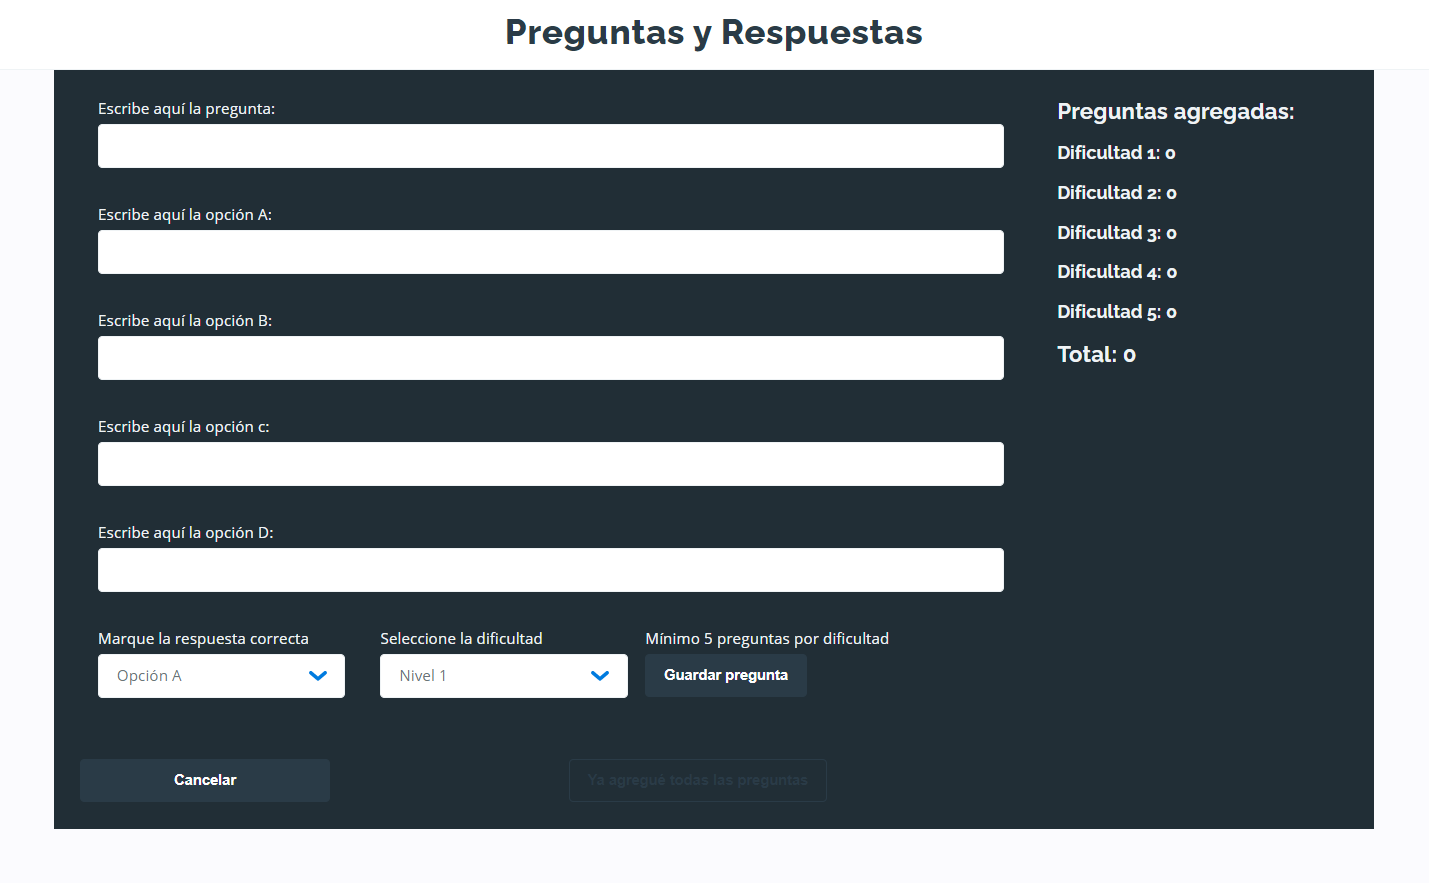 Preguntas y Respuestas
Escribe aquí la pregunta:
Escribe aquí la opción A:
Escribe aquí la opción B:
Escribe aquí la opción c:
Escribe aquí la opción D:
Marque la respuesta correcta
Opción A
Seleccione la dificultad
Nivel 1
Mínimo 5 preguntas por dificultad
Guardar pregunta
Cancelar
Ya agregué todas las preguntas
Preguntas agregadas:
Dificultad 1: 0
Dificultad 2: 0
Dificultad 3: 0
Dificultad 4: 0
Dificultad 5: 0
Total: 0